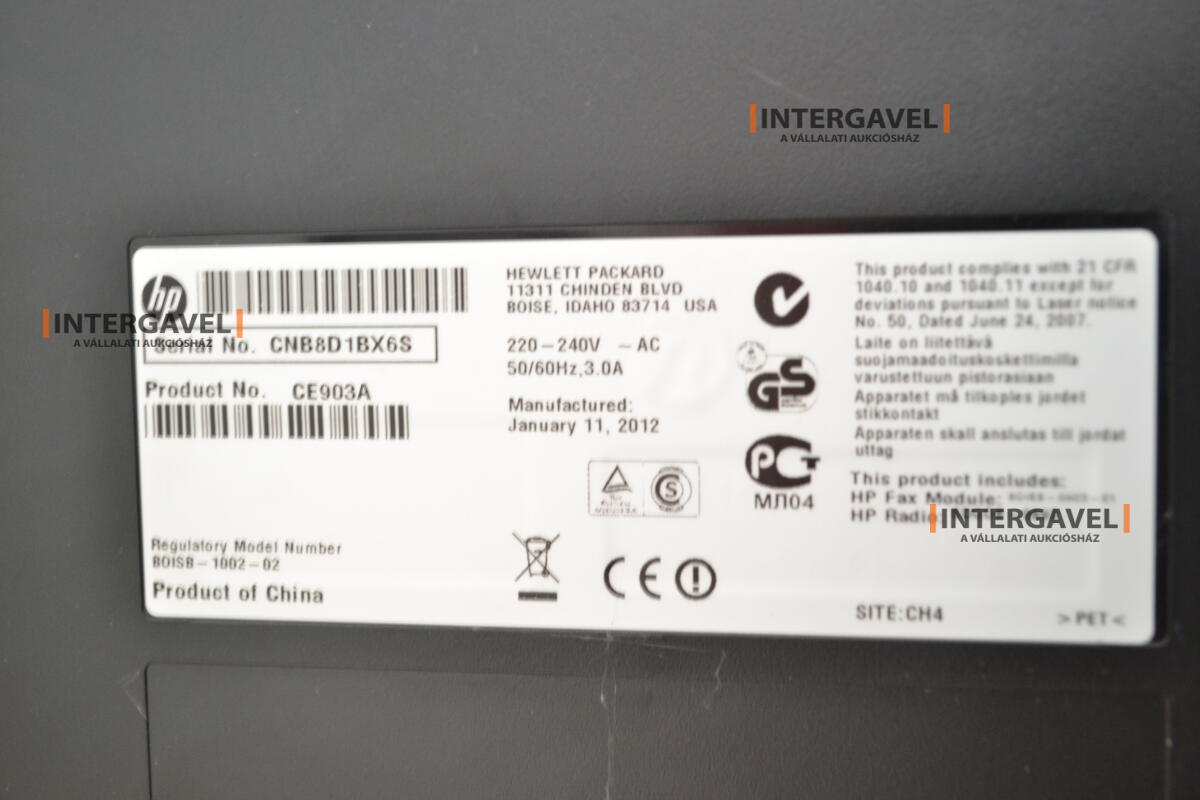 INTERGAVEL
A VÁLLALATI AUKCIÓSHÁZ
hp
INTERGAVEL
A VÁLLALATI AUKCIÓSHÁZ
Serial No. CNB8D1BX6S
Product No. CE903A
Regulatory Model Number
BOISB-1002-02
Product of China
HEWLETT PACKARD
11311 CHINDEN BLVD
BOISE, IDAHO 83714 USA
220-240V ~ AC
50/60Hz,3.0A
Manufactured:
January 11, 2012
S
CE
GS
PCT
МЛ04
This product complies with 21 CFR
1040.10 and 1040.11 except for
deviations pursuant to Laser notice
No. 50, Dated June 24, 2007.
Laite on liitettävä
suojamaadoituskoskettimilla
varustettuun pistorasiaan
Apparatet må tilkoples jordet
stikkontakt
Apparaten skall anslutas till jordat
uttag
This product includes:
HP Fax Module:
HP Radio
INTERGAVEL
A VÁLLALATI AUKCIÓSHÁZ
SITE:CH4
>PET<